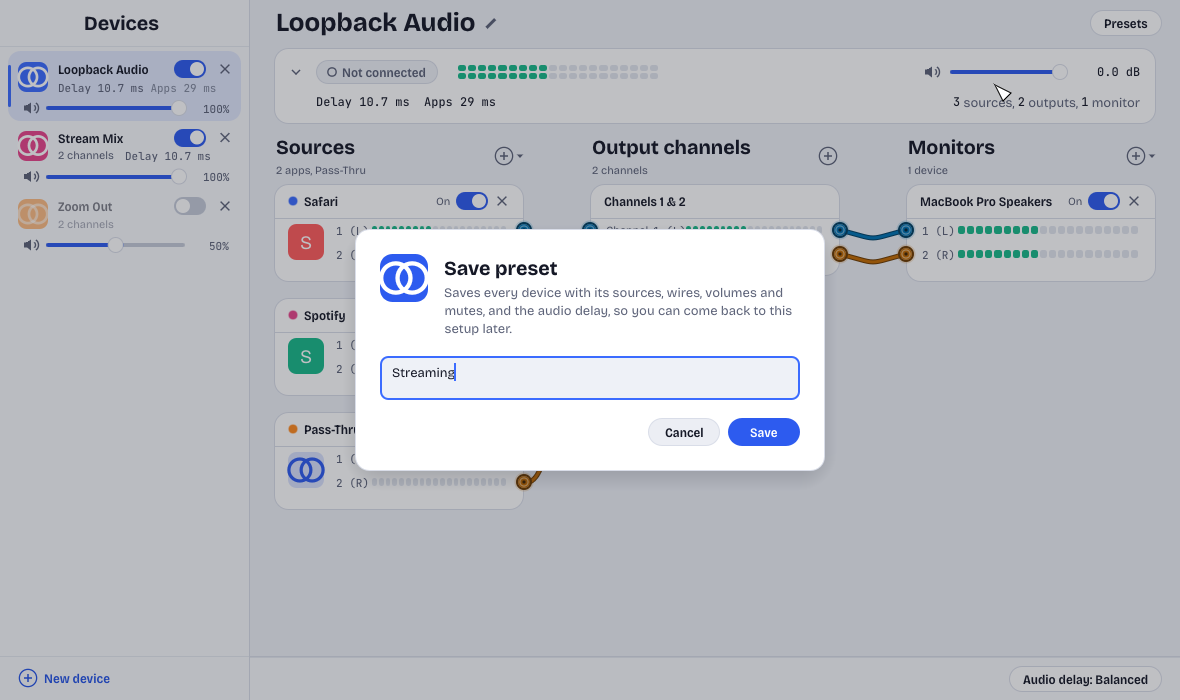 Devices
Loopback Audio
Delay 10.7 ms Apps 29 ms
100%
Stream Mix
2 channels Delay 10.7 ms
100%
Zoom Out
2 channels
50%
New device
Loopback Audio
Presets
Not connected
0.0 dB
Delay 10.7 ms Apps 29 ms
3 sources, 2 outputs, 1 monitor
Sources
2 apps, Pass-Thru
Output channels
2 channels
Monitors
1 device
Safari On
S
1 (L)
2 (
Channels 1 & 2
Channel 1 (L)
MacBook Pro Speakers On
1 (L)
2 (R)
Spotify
S
1 (
2 (
Pass-Thru
1 (
2 (R)
Save preset
Saves every device with its sources, wires, volumes and
mutes, and the audio delay, so you can come back to this
setup later.
Streaming
Cancel
Save
Audio delay: Balanced